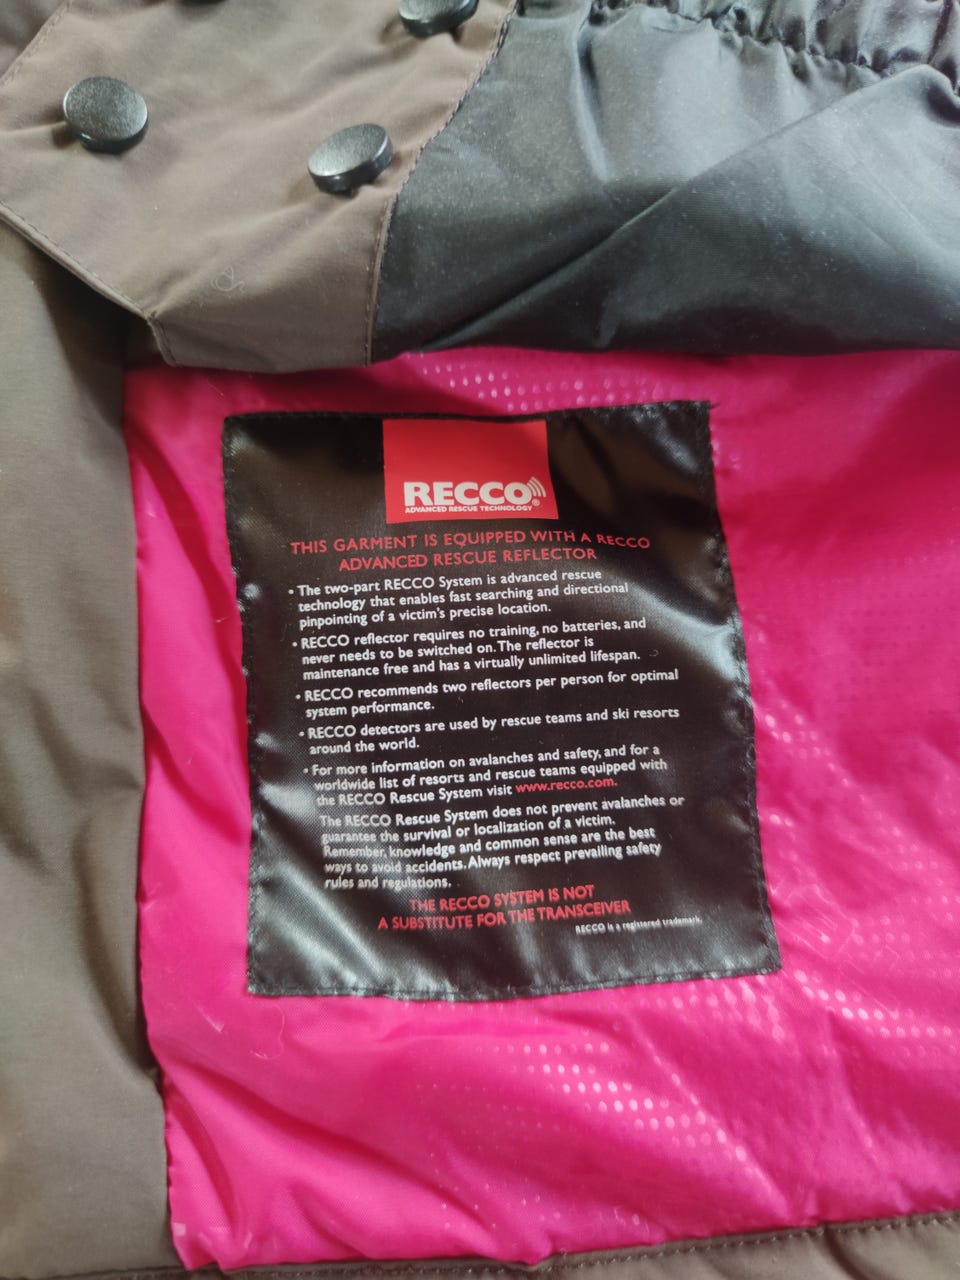 RECCO®
ADVANCED RESCUE TECHNOLOGY
THIS GARMENT IS EQUIPPED WITH A RECCO
ADVANCED RESCUE REFLECTOR
• The two-part RECCO System is advanced rescue
technology that enables fast searching and directional
pinpointing of a victim's precise location.
• RECCO reflector requires no training, no batteries, and
never needs to be switched on. The reflector is
maintenance free and has a virtually unlimited lifespan.
• RECCO recommends two reflectors per person for optimal
system performance.
• RECCO detectors are used by rescue teams and ski resorts
around the world.
• For more information on avalanches and safety, and for a
worldwide list of resorts and rescue teams equipped with
the RECCO Rescue System visit www.recco.com.
The RECCO Rescue System does not prevent avalanches or
guarantee the survival or localization of a victim.
Remember, knowledge and common sense are the best
ways to avoid accidents. Always respect prevailing safety
rules and regulations.
THE RECCO SYSTEM IS NOT
A SUBSTITUTE FOR THE TRANSCEIVER
RECCO is a registered trademark.